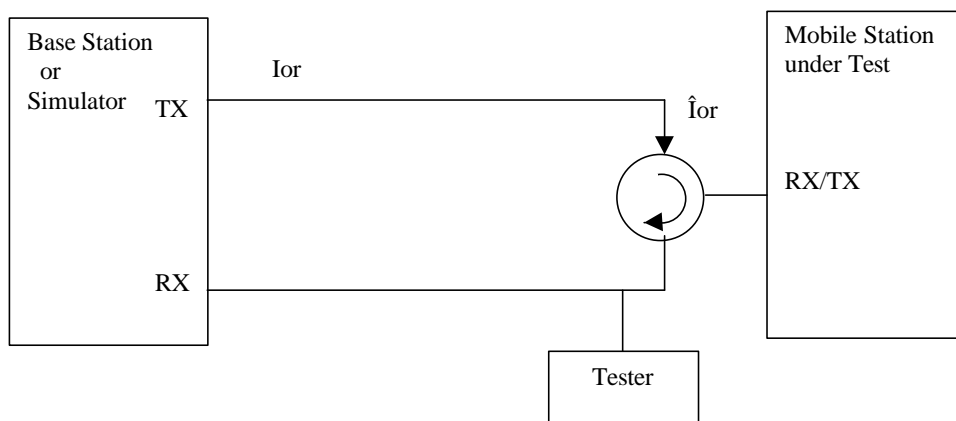 Base Station
or
Simulator
TX
RX
Ior
Îor
Mobile Station
under Test
RX/TX
Tester